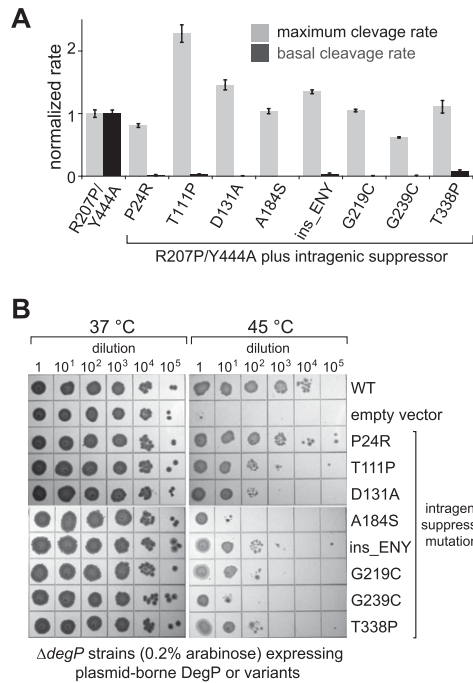 A
normalized rate
2
1
0
maximum clevage rate
basal cleavage rate
R207P/
Y444A
P24R
T111P
D131A
A184S
ins_ENY
G219C
G239C
T338P
R207P/Y444A plus intragenic suppressor
B
37 °C 45 °C
dilution dilution
1 10¹ 10² 10³ 10⁴ 10⁵ 1 10¹ 10² 10³ 10⁴ 10⁵
WT
empty vector
P24R
T111P
D131A
A184S
ins_ENY
G219C
G239C
T338P
intragen
suppress
mutation
ΔdegP strains (0.2% arabinose) expressing
plasmid-borne DegP or variants